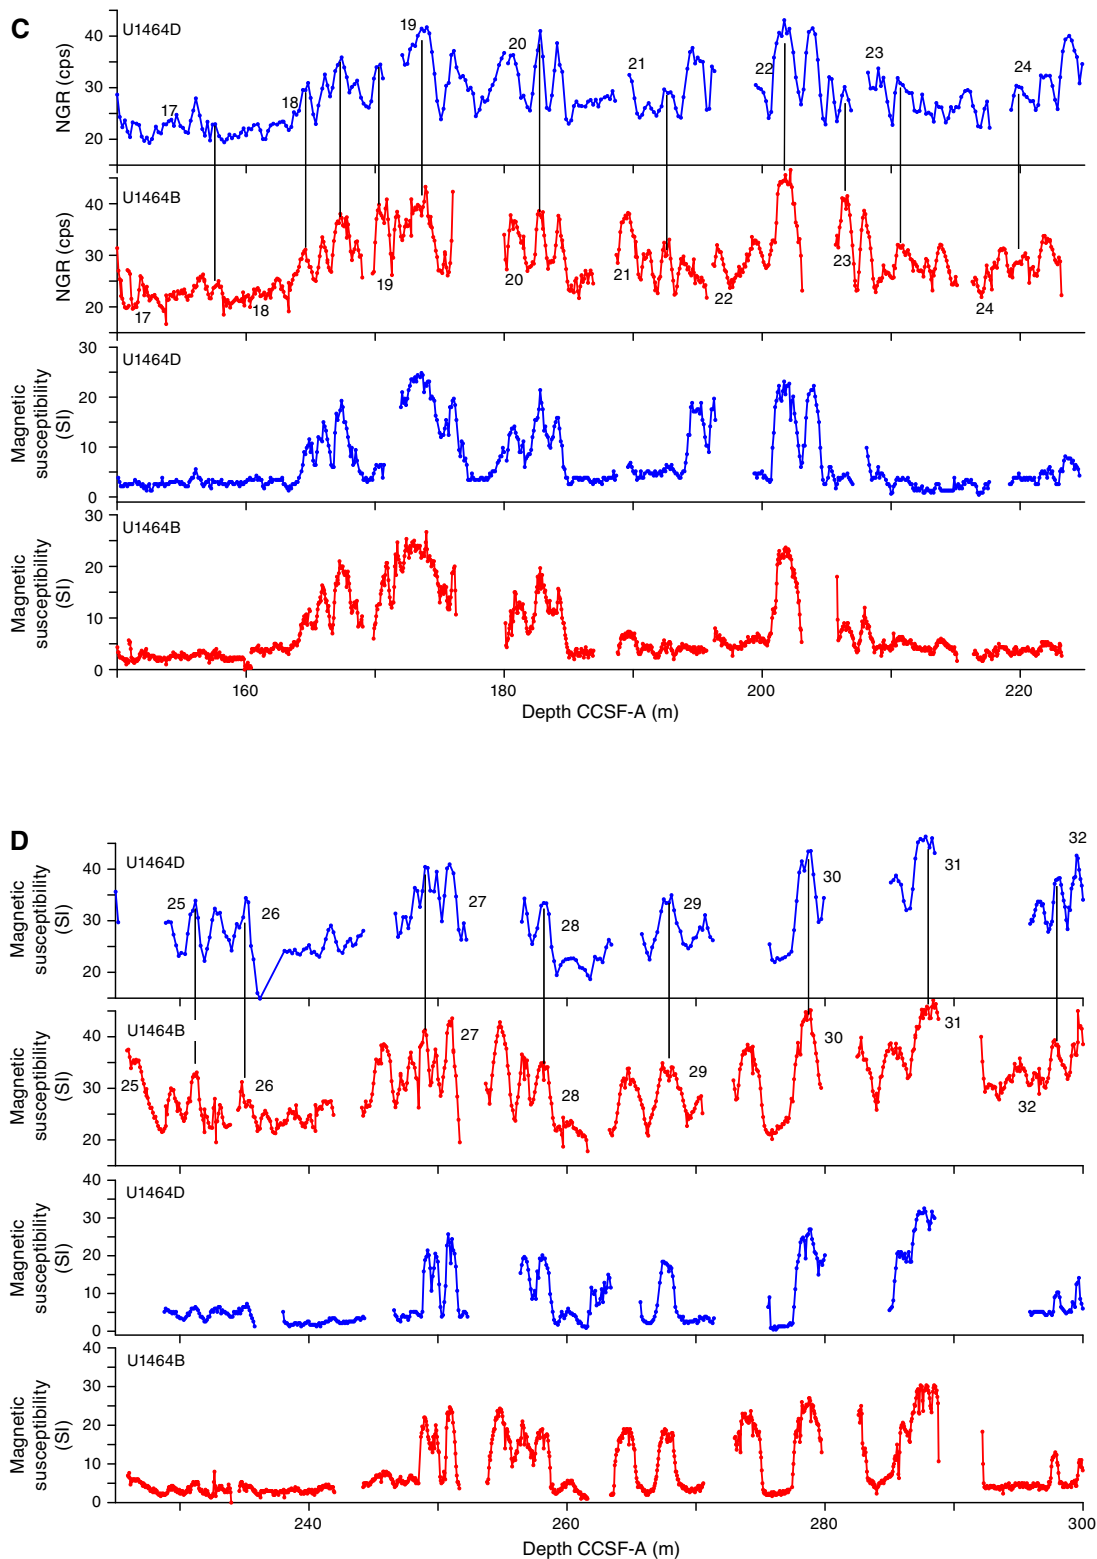 C
U1464D
NGR (cps)
40
30
20
17
18
19
20
21
22
23
24
U1464B
NGR (cps)
40
30
20
17
18
19
20
21
22
23
24
U1464D
Magnetic
susceptibility
(SI)
30
20
10
0
U1464B
Magnetic
susceptibility
(SI)
30
20
10
0
160
180
200
220
Depth CCSF-A (m)
D
U1464D
Magnetic
susceptibility
(SI)
40
30
20
25
26
27
28
29
30
31
32
U1464B
Magnetic
susceptibility
(SI)
40
30
20
25
26
27
28
29
30
31
32
U1464D
Magnetic
susceptibility
(SI)
40
30
20
10
0
U1464B
Magnetic
susceptibility
(SI)
40
30
20
10
0
240
260
280
300
Depth CCSF-A (m)